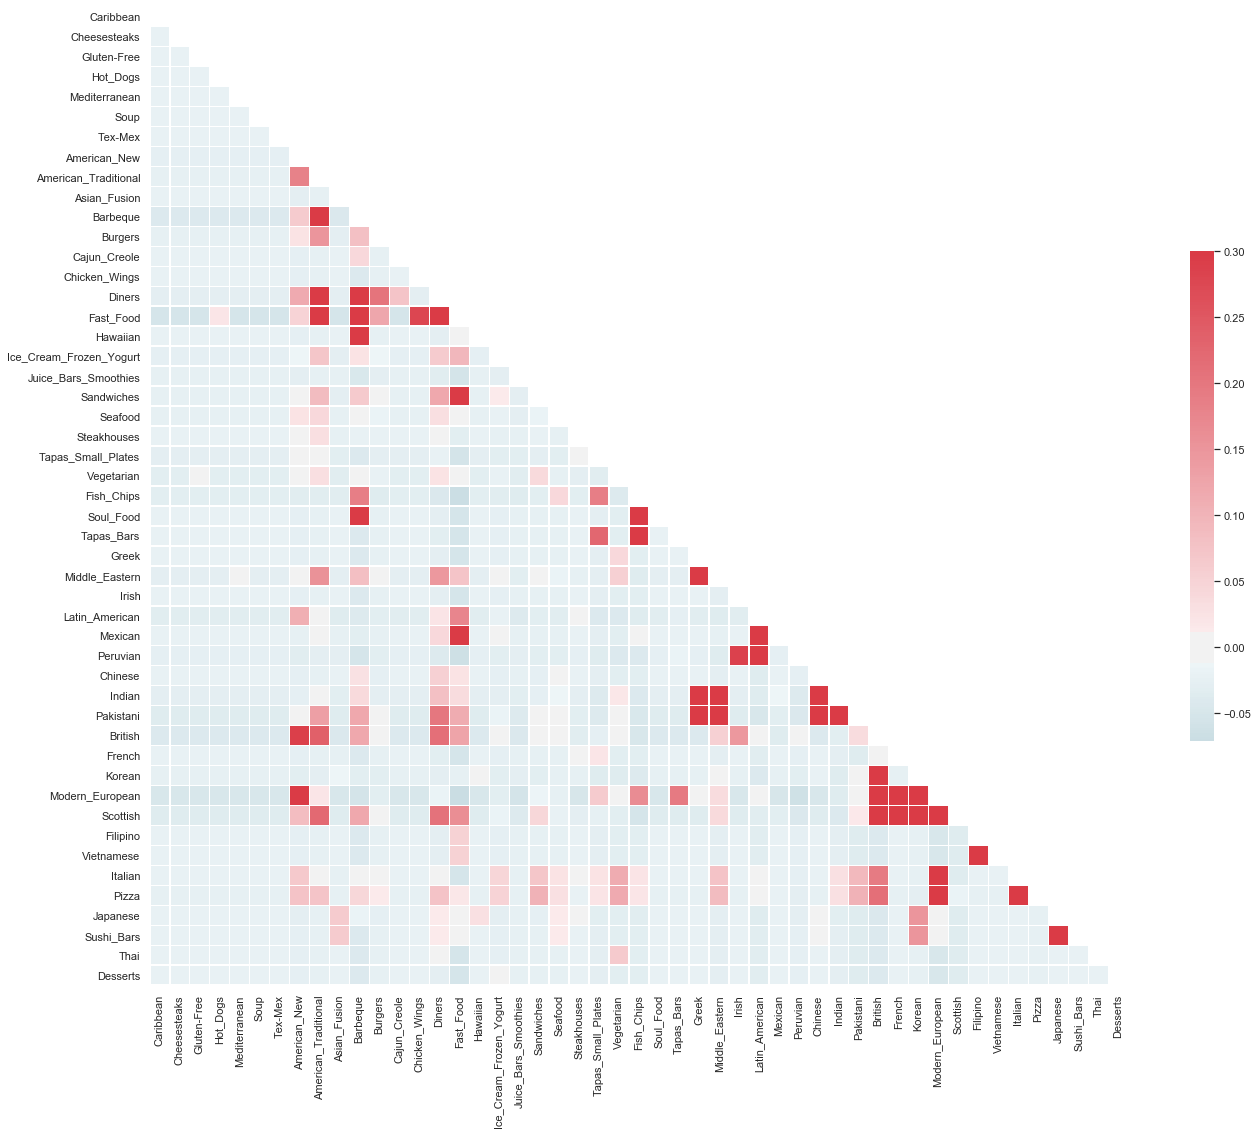 Caribbean
Cheesesteaks
Gluten-Free
Hot_Dogs
Mediterranean
Soup
Tex-Mex
American_New
American_Traditional
Asian_Fusion
Barbeque
Burgers
Cajun_Creole
Chicken_Wings
Diners
Fast_Food
Hawaiian
Ice_Cream_Frozen_Yogurt
Juice_Bars_Smoothies
Sandwiches
Seafood
Steakhouses
Tapas_Small_Plates
Vegetarian
Fish_Chips
Soul_Food
Tapas_Bars
Greek
Middle_Eastern
Irish
Latin_American
Mexican
Peruvian
Chinese
Indian
Pakistani
British
French
Korean
Modern_European
Scottish
Filipino
Vietnamese
Italian
Pizza
Japanese
Sushi_Bars
Thai
Desserts
Caribbean
Cheesesteaks
Gluten-Free
Hot_Dogs
Mediterranean
Soup
Tex-Mex
American_New
American_Traditional
Asian_Fusion
Barbeque
Burgers
Cajun_Creole
Chicken_Wings
Diners
Fast_Food
Hawaiian
Ice_Cream_Frozen_Yogurt
Juice_Bars_Smoothies
Sandwiches
Seafood
Steakhouses
Tapas_Small_Plates
Vegetarian
Fish_Chips
Soul_Food
Tapas_Bars
Greek
Middle_Eastern
Irish
Latin_American
Mexican
Peruvian
Chinese
Indian
Pakistani
British
French
Korean
Modern_European
Scottish
Filipino
Vietnamese
Italian
Pizza
Japanese
Sushi_Bars
Thai
Desserts
0.30
0.25
0.20
0.15
0.10
0.05
0.00
−0.05